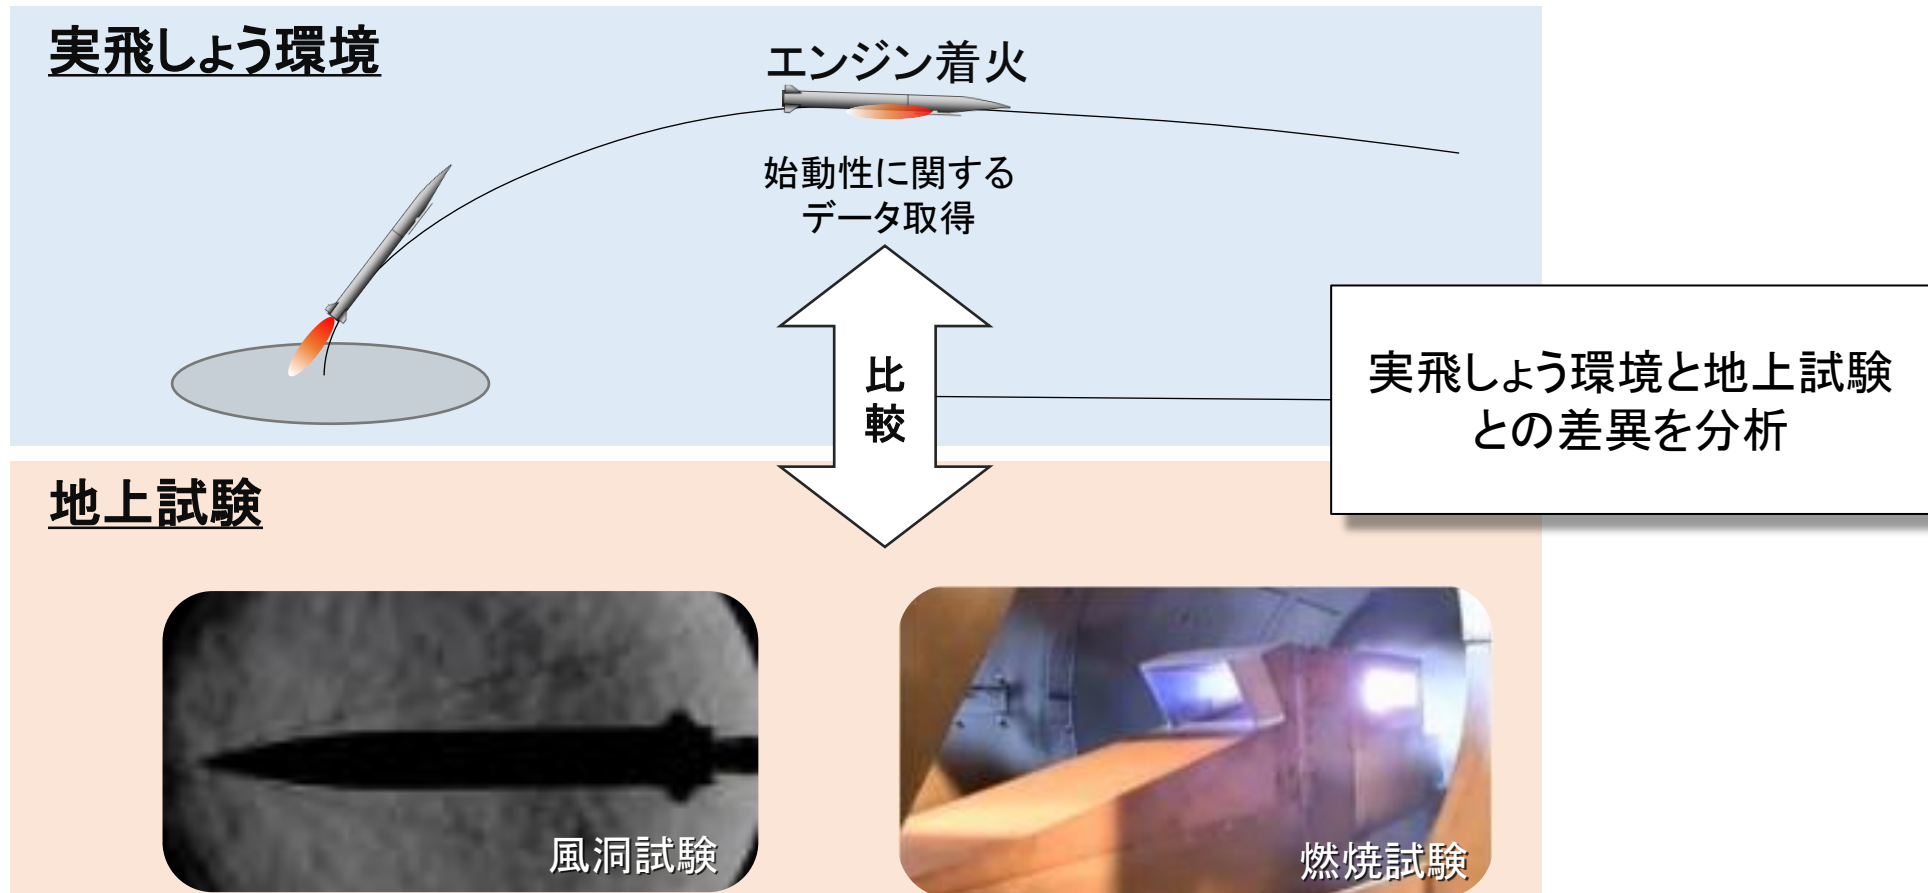 実飛しょう環境
エンジン着火
始動性に関する
データ取得
比
較
実飛しょう環境と地上試験
との差異を分析
地上試験
風洞試験
燃焼試験